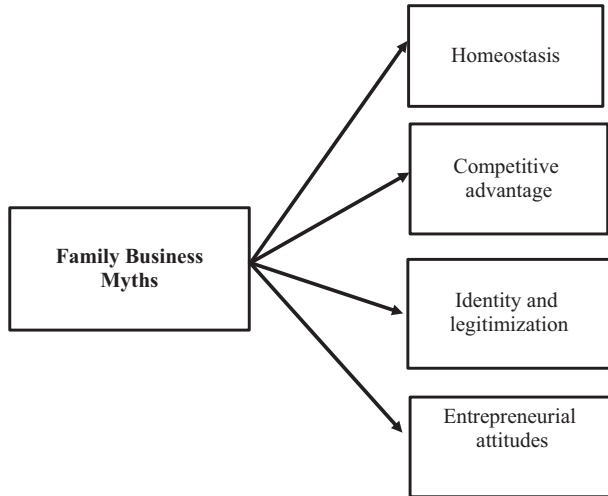 Homeostasis
Competitive
advantage
Family Business
Myths
Identity and
legitimization
Entrepreneurial
attitudes